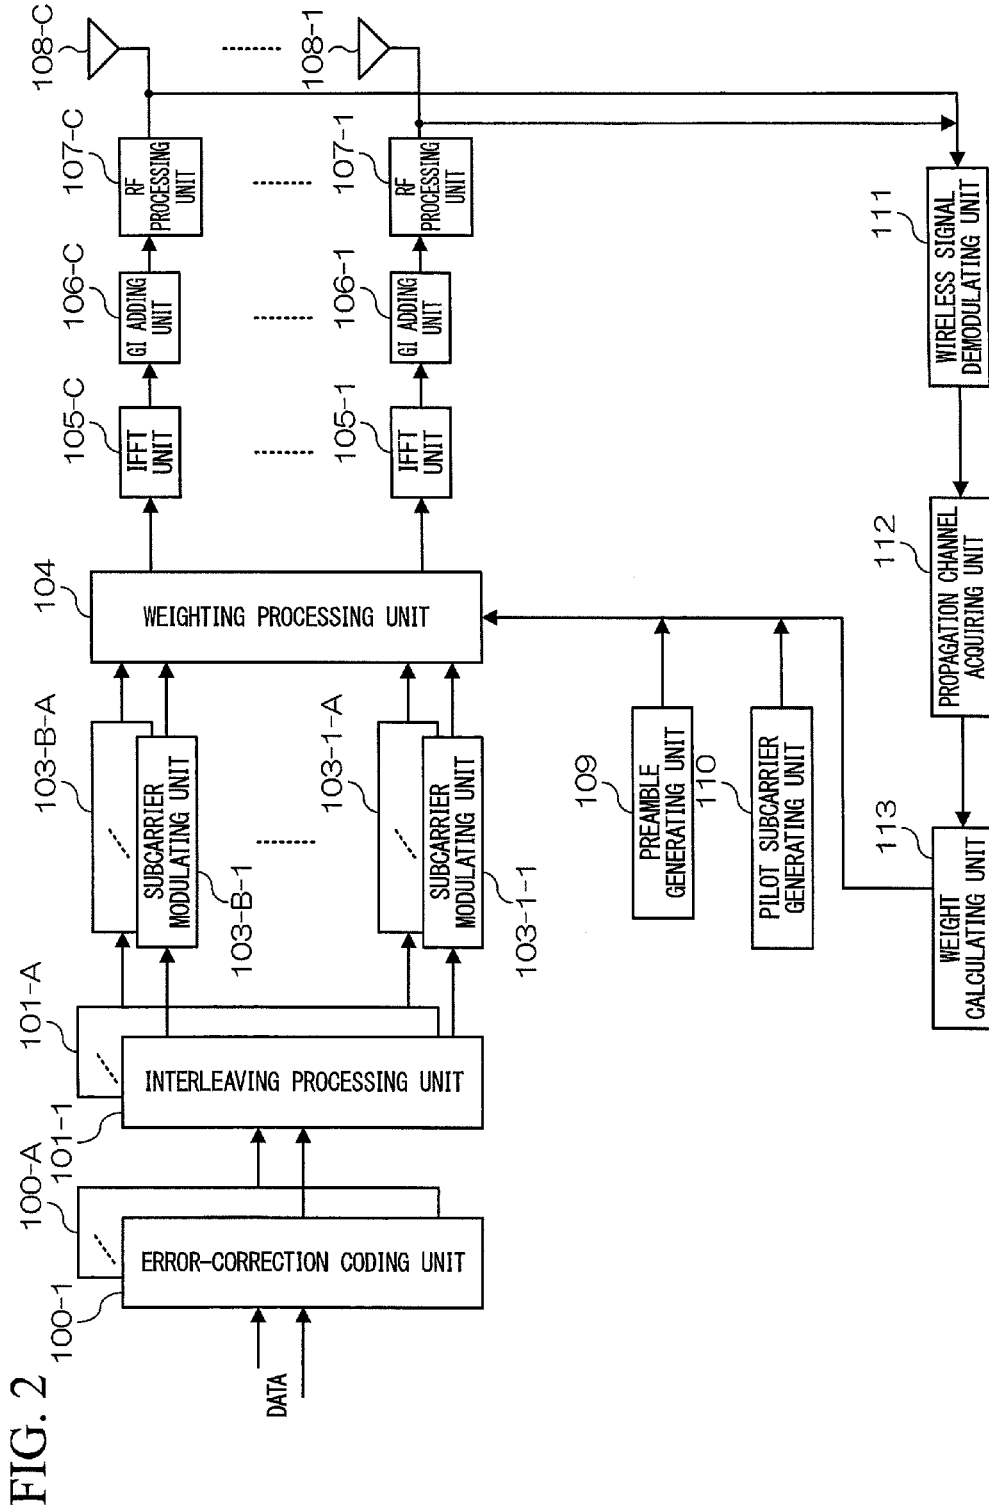 FIG. 2
DATA
100-1
100-A
ERROR-CORRECTION CODING UNIT
101-1
101-A
INTERLEAVING PROCESSING UNIT
103-B-A
SUBCARRIER
MODULATING UNIT
103-B-1
103-1-A
SUBCARRIER
MODULATING UNIT
103-1-1
104
WEIGHTING PROCESSING UNIT
105-C
IFFT
UNIT
106-C
GI ADDING
UNIT
107-C
RF
PROCESSING
UNIT
108-C
105-1
IFFT
UNIT
106-1
GI ADDING
UNIT
107-1
RF
PROCESSING
UNIT
108-1
109
PREAMBLE
GENERATING UNIT
110
PILOT SUBCARRIER
GENERATING UNIT
111
WIRELESS SIGNAL
DEMODULATING UNIT
112
PROPAGATION CHANNEL
ACQUIRING UNIT
113
WEIGHT
CALCULATING UNIT